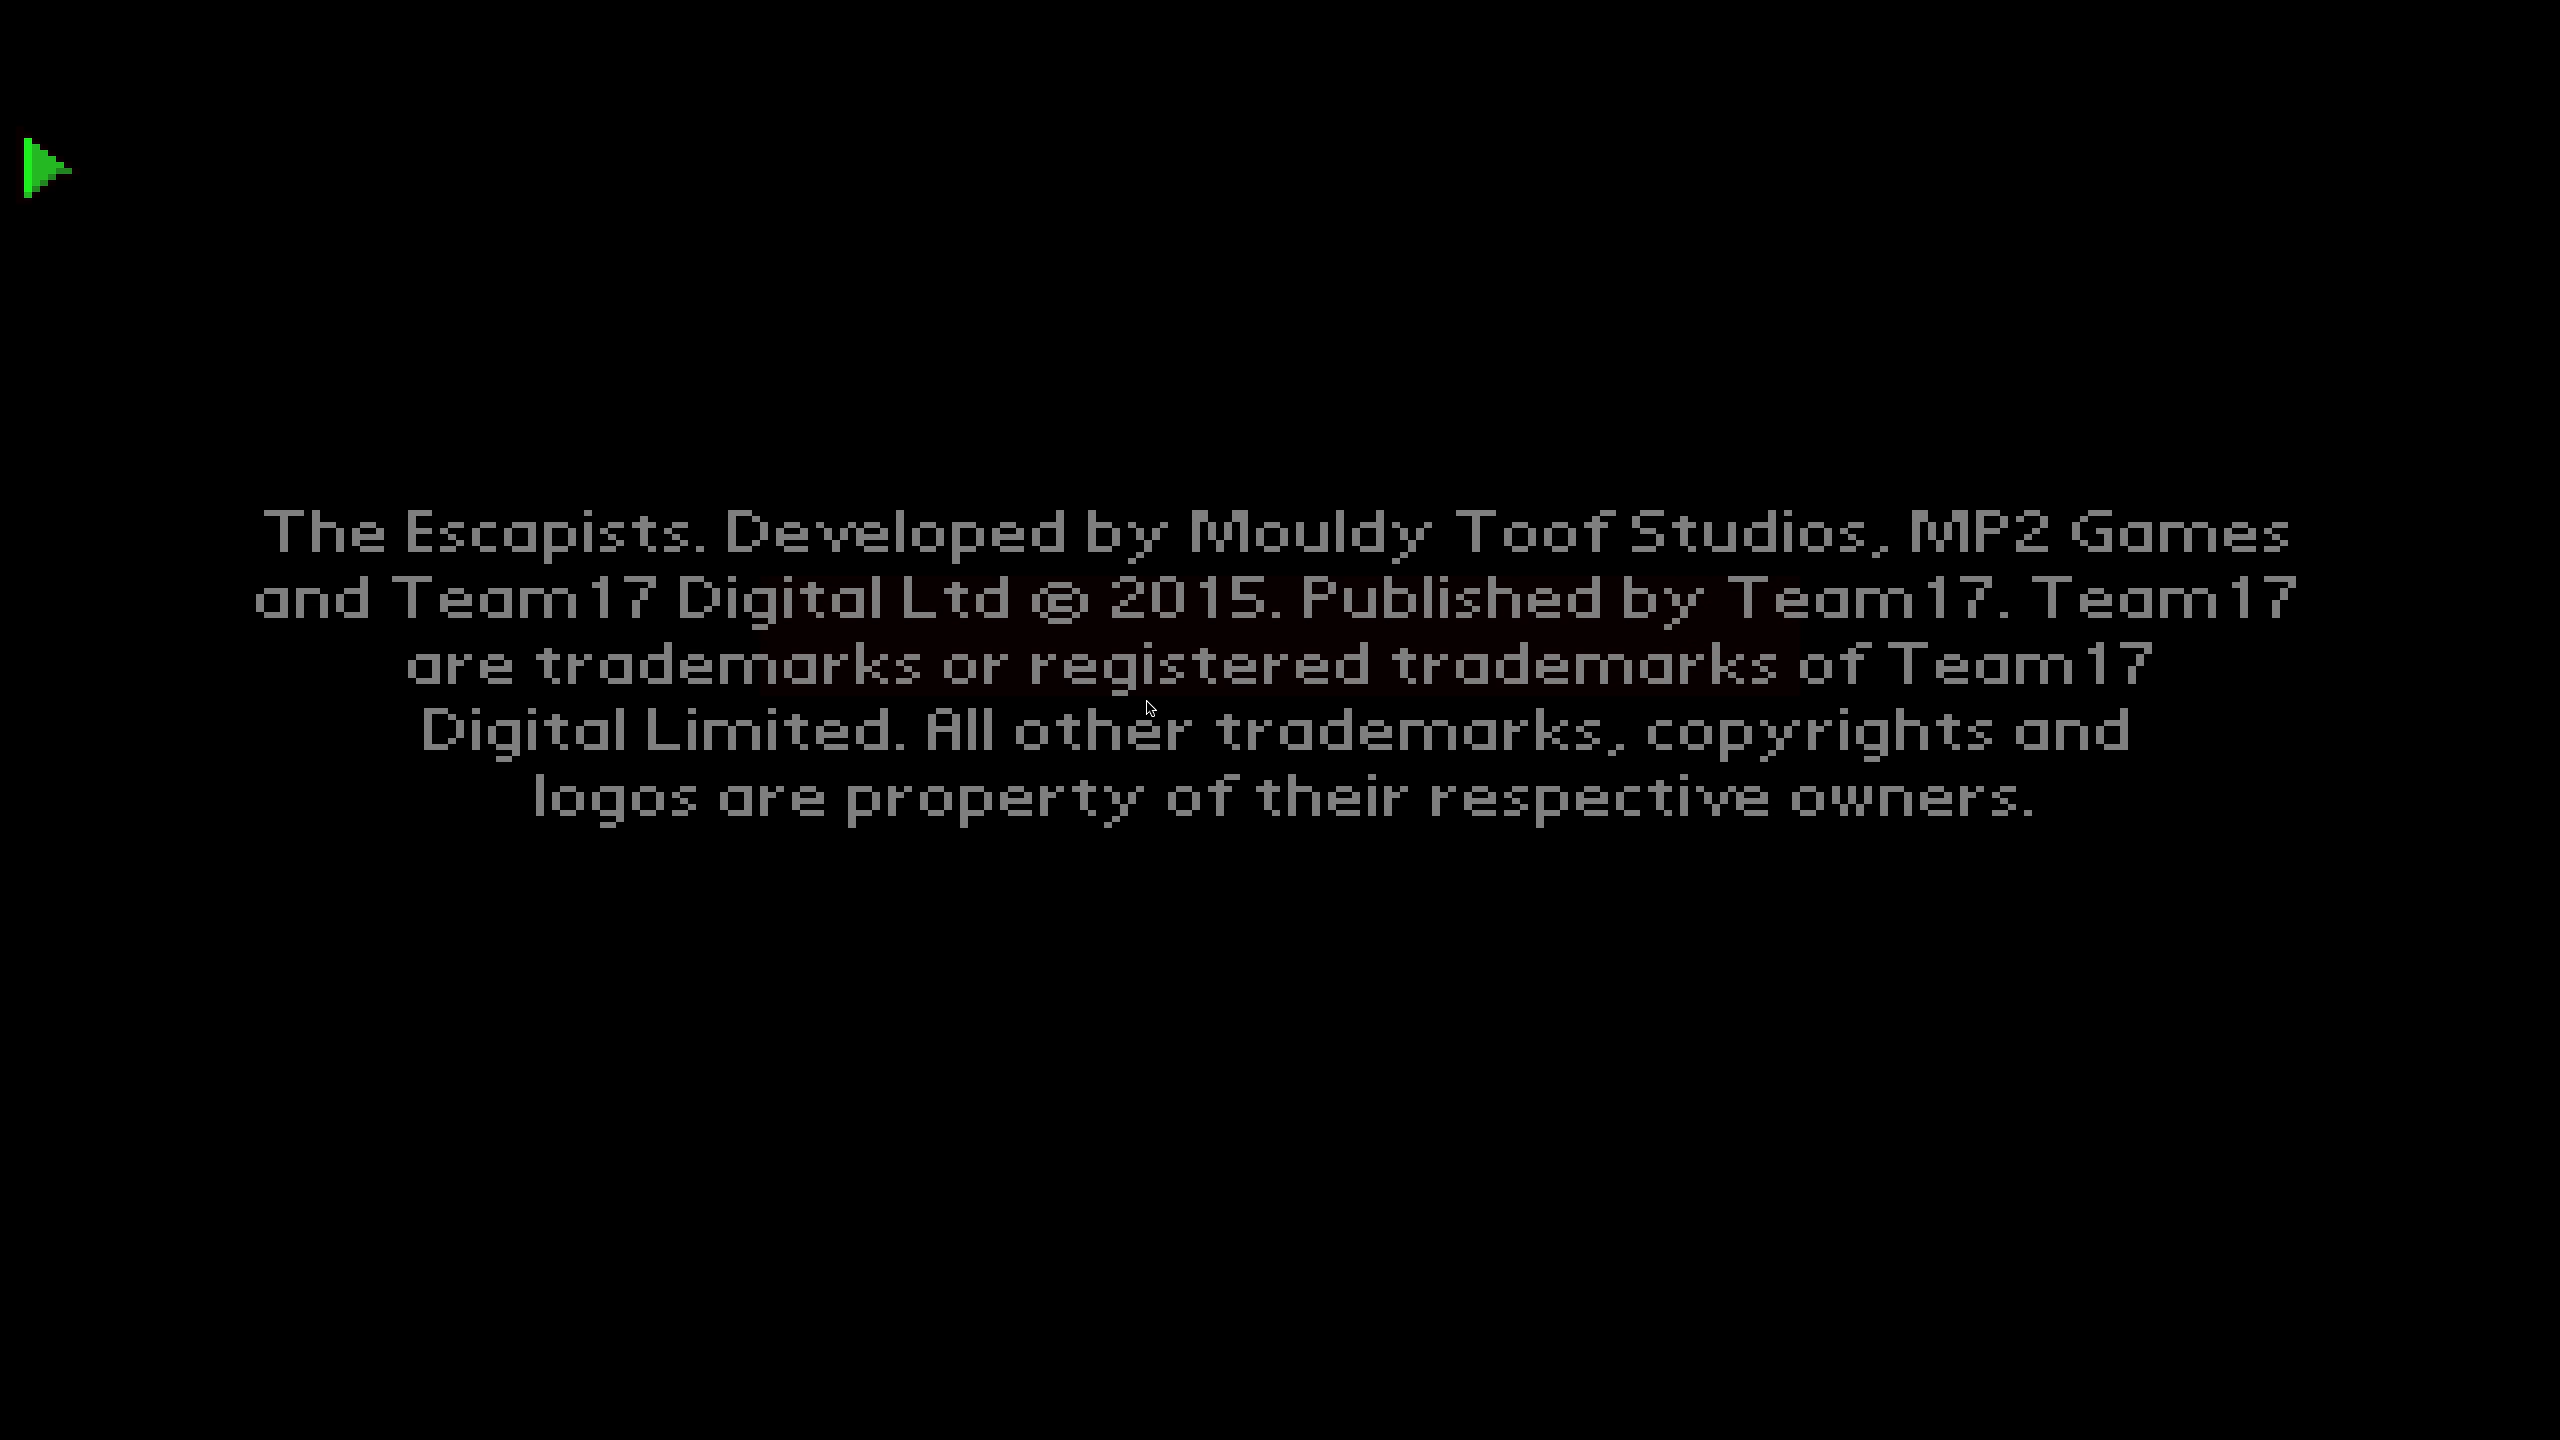 The Escapists. Developed by Mouldy Toof Studios, MP2 Games
and Team17 Digital Ltd © 2015. Published by Team17. Team17
are trademarks or registered trademarks of Team17
Digital Limited. All other trademarks, copyrights and
logos are property of their respective owners.